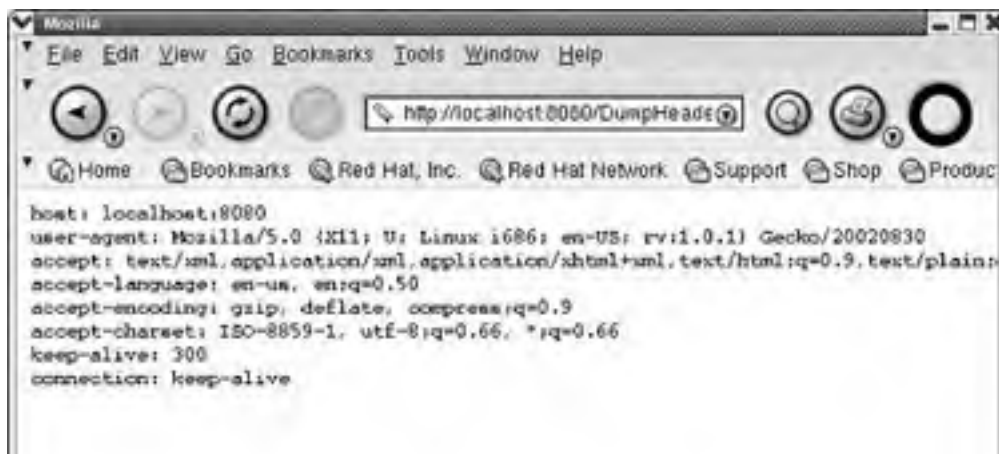 Mozilla
File Edit View Go Bookmarks Tools Window Help
http://localhost:8080/DumpHeade
Home Bookmarks Red Hat, Inc. Red Hat Network Support Shop Produc
host: localhost:8080
user-agent: Mozilla/5.0 (X11; U; Linux i686; en-US; rv:1.0.1) Gecko/20020830
accept: text/xml,application/xml,application/xhtml+xml,text/html;q=0.9,text/plain;
accept-language: en-us, en;q=0.50
accept-encoding: gzip, deflate, compress;q=0.9
accept-charset: ISO-8859-1, utf-8;q=0.66, *;q=0.66
keep-alive: 300
connection: keep-alive